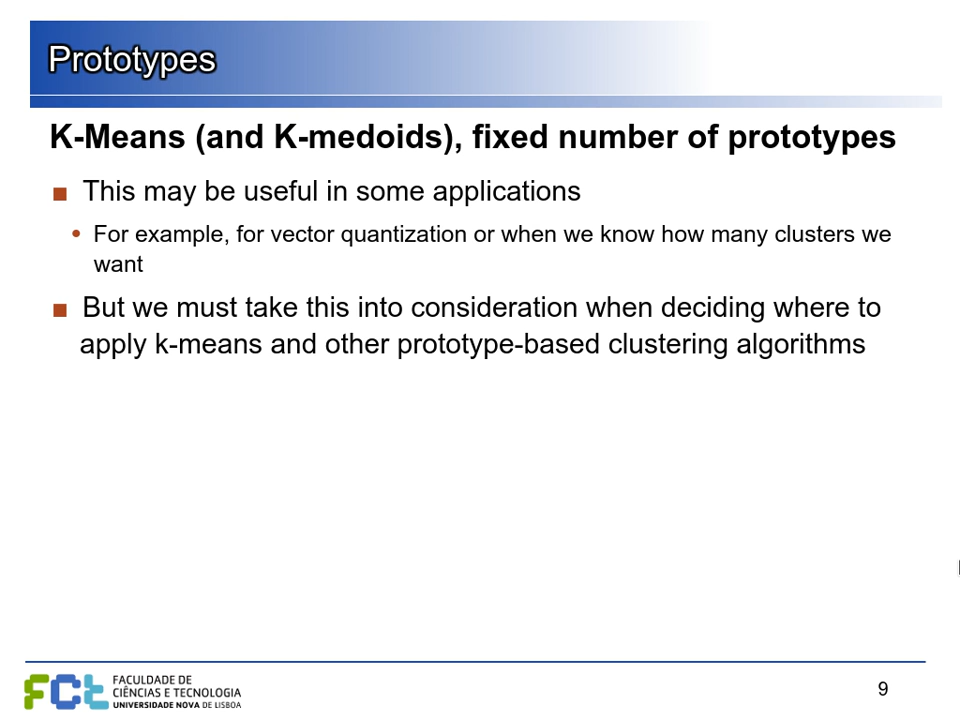 Prototypes
K-Means (and K-medoids), fixed number of prototypes
This may be useful in some applications
For example, for vector quantization or when we know how many clusters we
want
But we must take this into consideration when deciding where to
apply k-means and other prototype-based clustering algorithms
FCt
FACULDADE DE
CIÊNCIAS E TECNOLOGIA
UNIVERSIDADE NOVA DE LISBOA
9